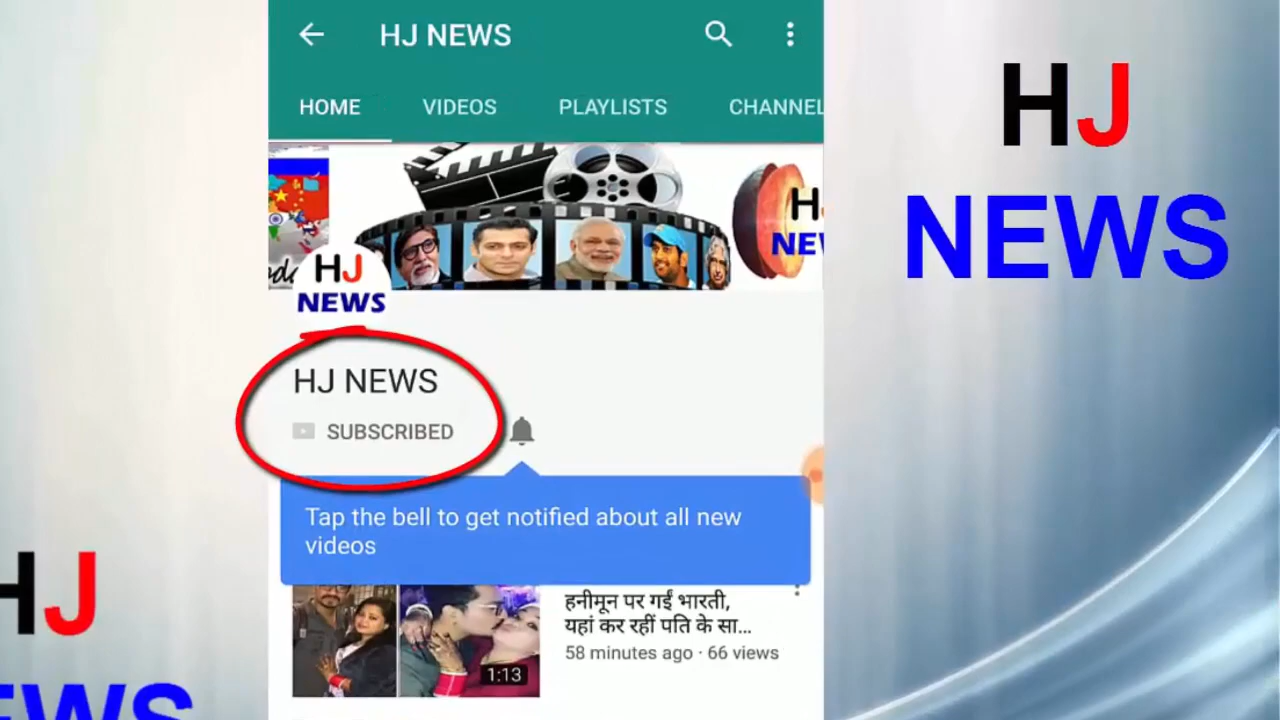 HJ NEWS
HOME VIDEOS PLAYLISTS CHANNEL
HJ
NEWS
HJ
NEWS
HJ NEWS
SUBSCRIBED
Tap the bell to get notified about all new
videos
हनीमून पर गईं भारती,
यहां कर रहीं पति के सा...
58 minutes ago · 66 views
1:13
HJ
NEWS